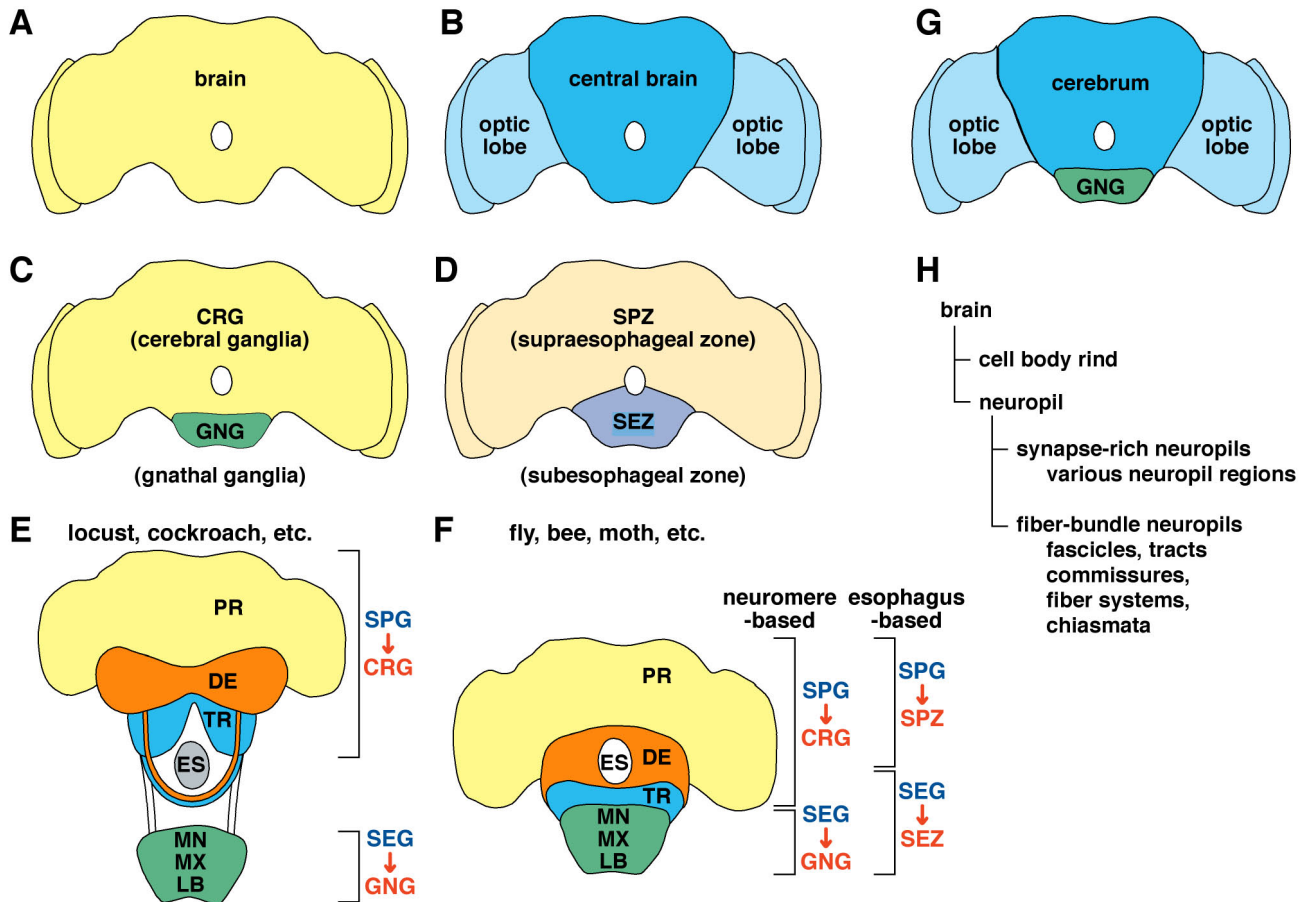 A
brain
B
central brain
optic
lobe
optic
lobe
G
cerebrum
optic
lobe
optic
lobe
GNG
C
CRG
(cerebral ganglia)
GNG
(gnathal ganglia)
D
SPZ
(supraesophageal zone)
SEZ
(subesophageal zone)
H
brain
cell body rind
neuropil
synapse-rich neuropils
various neuropil regions
fiber-bundle neuropils
fascicles, tracts
commissures,
fiber systems,
chiasmata
E
locust, cockroach, etc.
PR
DE
TR
ES
MN
MX
LB
SPG
↓
CRG
SEG
↓
GNG
F
fly, bee, moth, etc.
neuromere
-based
esophagus
-based
PR
DE
ES
TR
MN
MX
LB
SPG
↓
CRG
SEG
↓
GNG
SPG
↓
SPZ
SEG
↓
SEZ